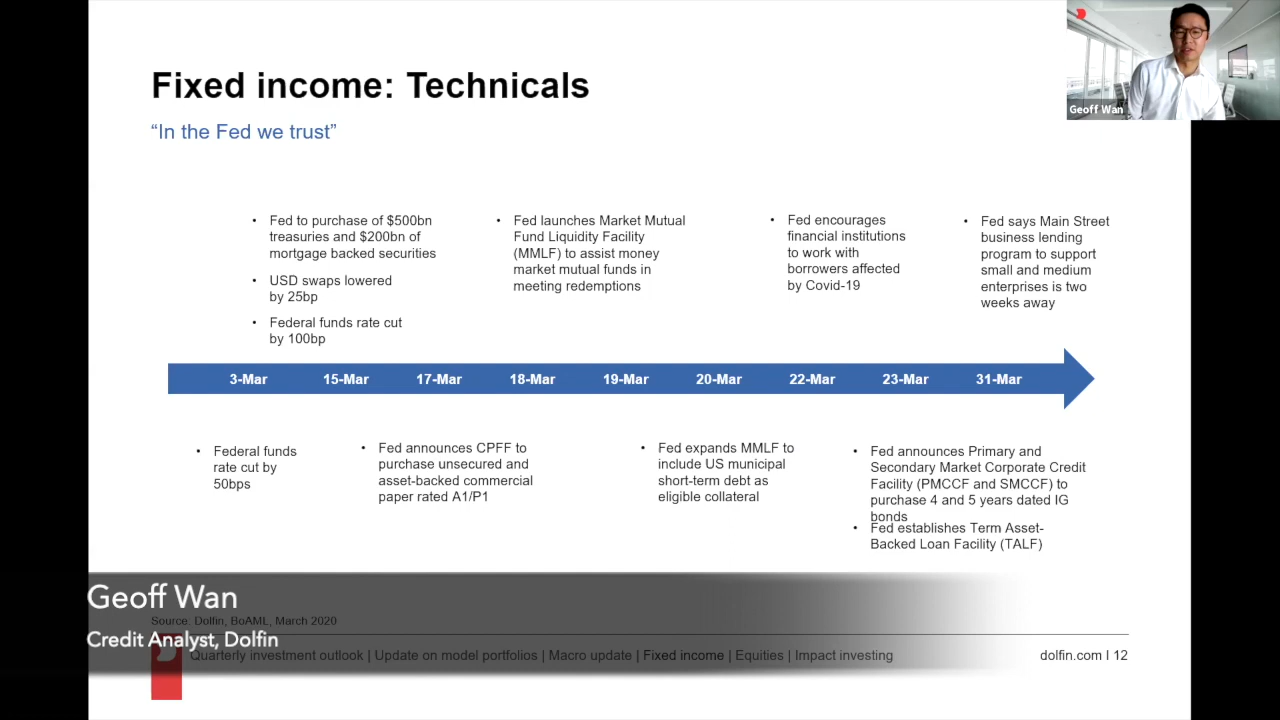 Fixed income: Technicals
“In the Fed we trust”
Geoff Wan
• Fed to purchase of $500bn
treasuries and $200bn of
mortgage backed securities
• USD swaps lowered
by 25bp
• Federal funds rate cut
by 100bp
• Fed launches Market Mutual
Fund Liquidity Facility
(MMLF) to assist money
market mutual funds in
meeting redemptions
• Fed encourages
financial institutions
to work with
borrowers affected
by Covid-19
• Fed says Main Street
business lending
program to support
small and medium
enterprises is two
weeks away
3-Mar 15-Mar 17-Mar 18-Mar 19-Mar 20-Mar 22-Mar 23-Mar 31-Mar
• Federal funds
rate cut by
50bps
• Fed announces CPFF to
purchase unsecured and
asset-backed commercial
paper rated A1/P1
• Fed expands MMLF to
include US municipal
short-term debt as
eligible collateral
• Fed announces Primary and
Secondary Market Corporate Credit
Facility (PMCCF and SMCCF) to
purchase 4 and 5 years dated IG
bonds
• Fed establishes Term Asset-
Backed Loan Facility (TALF)
Geoff Wan
Source: Dolfin, BoAML, March 2020
Credit Analyst, Dolfin
Quarterly investment outlook | Update on model portfolios | Macro update | Fixed income | Equities | Impact investing
dolfin.com I 12